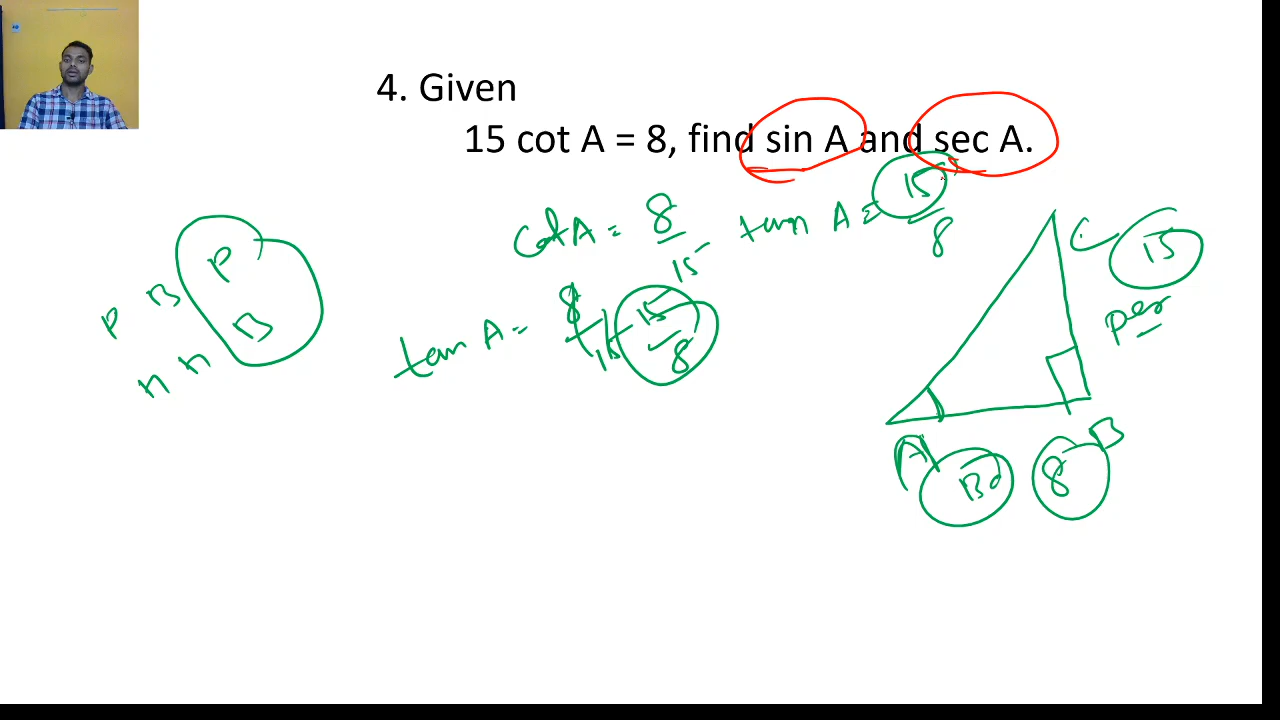 4. Given
15 cot A = 8, find sin A and sec A.
cot A = 8/15 tan A = 15/8
P B P
H H B
tan A = 8/15 15/8
C 15
per
A B
Ba 8